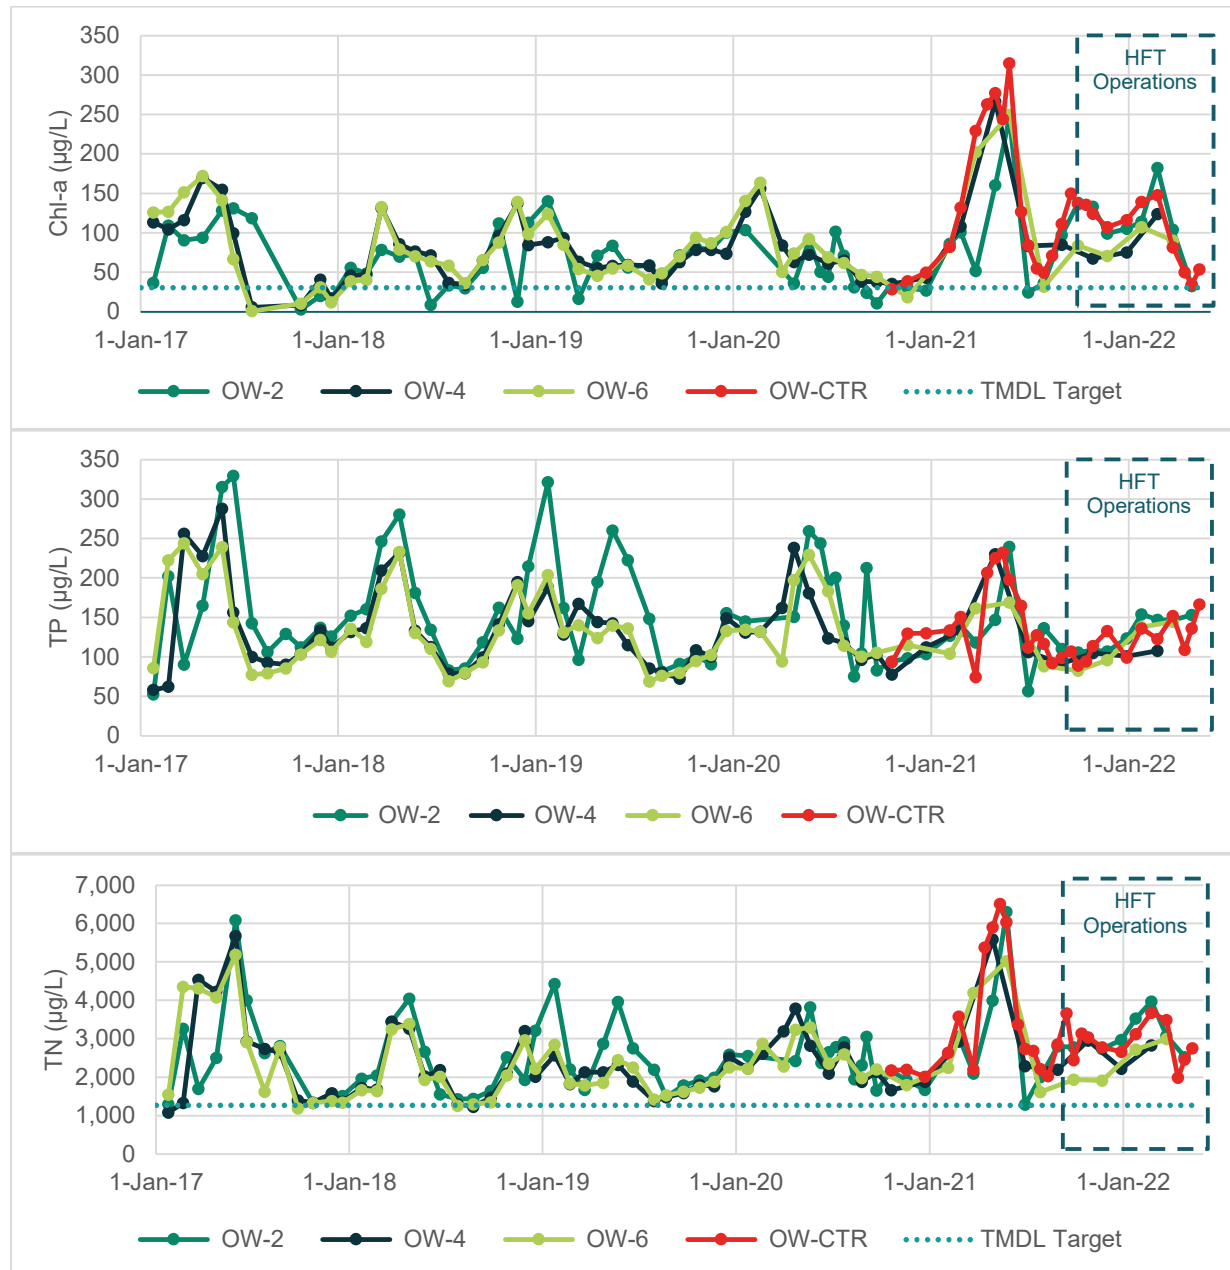 350
300
250
200
150
100
50
0
Chl-a (µg/L)
HFT
Operations
1-Jan-17 1-Jan-18 1-Jan-19 1-Jan-20 1-Jan-21 1-Jan-22
OW-2 OW-4 OW-6 OW-CTR TMDL Target
350
300
250
200
150
100
50
0
TP (µg/L)
HFT
Operations
1-Jan-17 1-Jan-18 1-Jan-19 1-Jan-20 1-Jan-21 1-Jan-22
OW-2 OW-4 OW-6 OW-CTR
7,000
6,000
5,000
4,000
3,000
2,000
1,000
0
TN (µg/L)
HFT
Operations
1-Jan-17 1-Jan-18 1-Jan-19 1-Jan-20 1-Jan-21 1-Jan-22
OW-2 OW-4 OW-6 OW-CTR TMDL Target